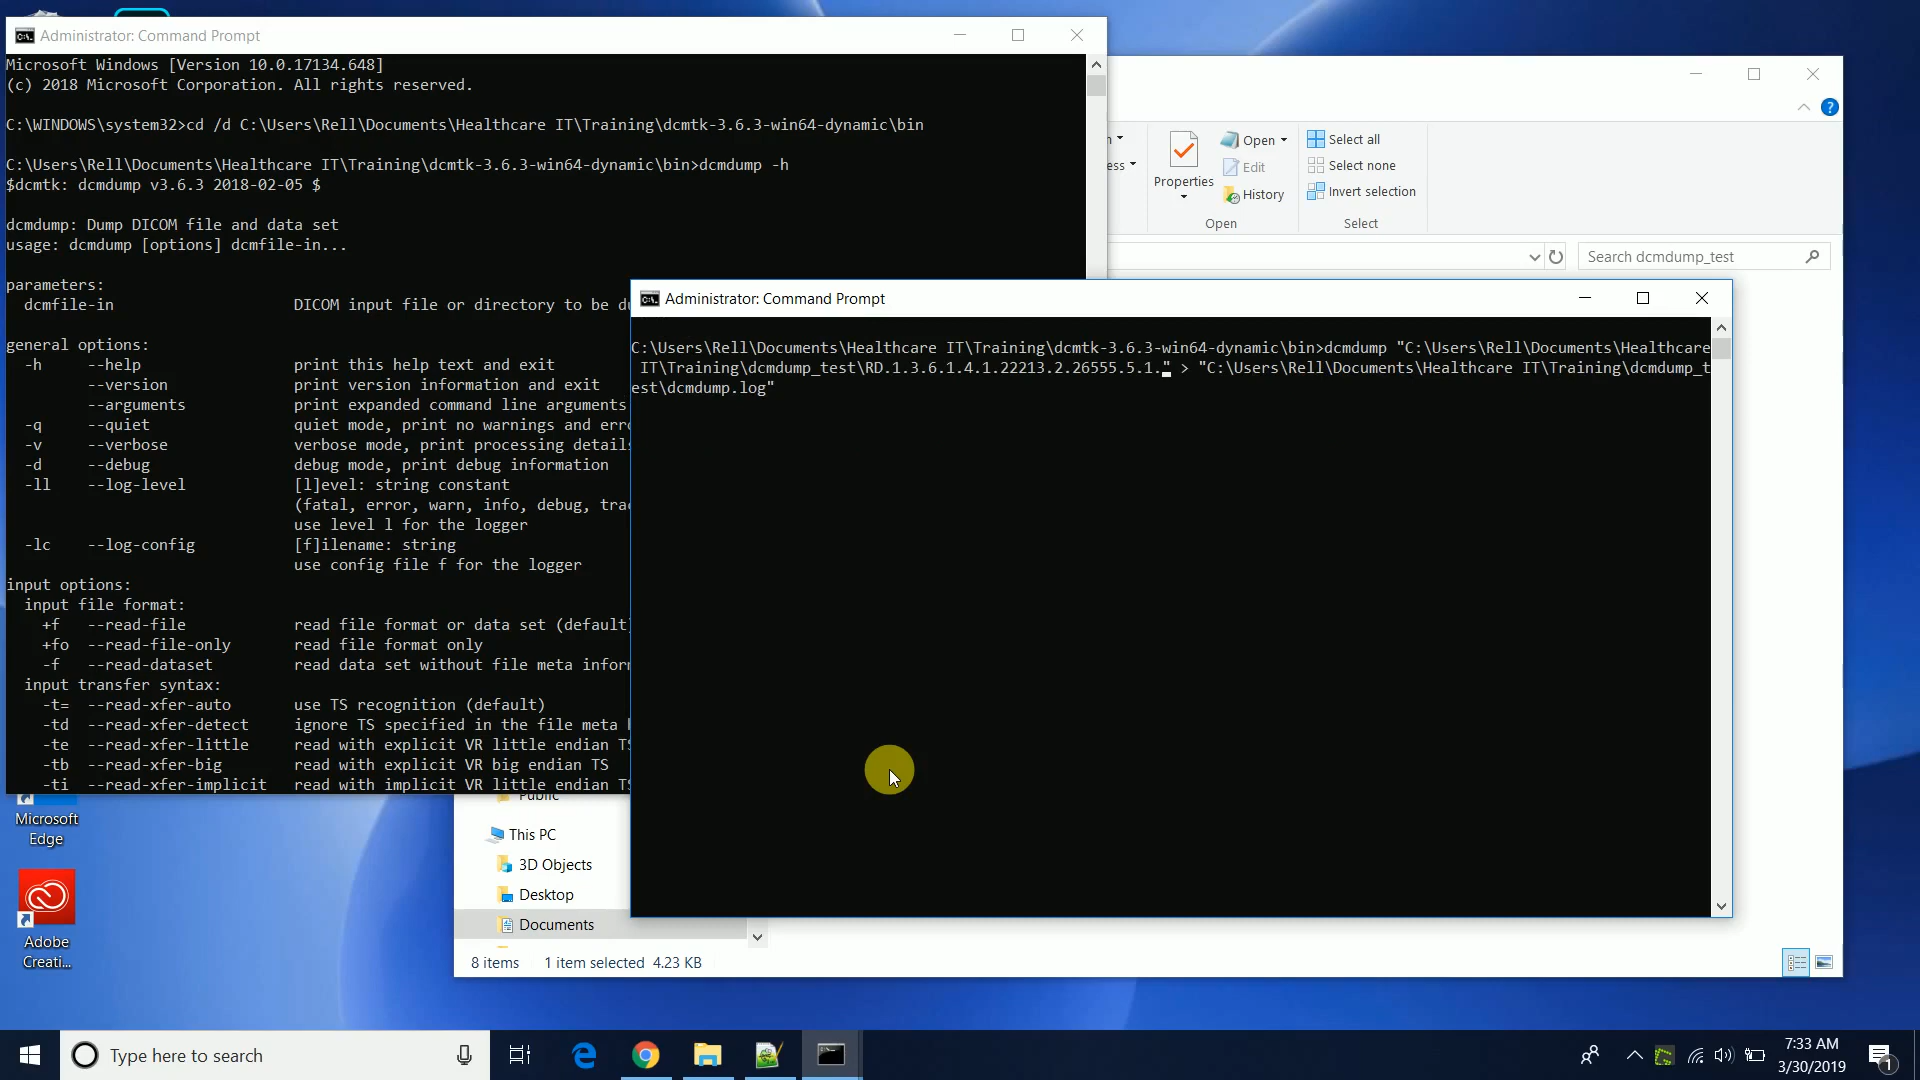 Administrator: Command Prompt
Microsoft Windows [Version 10.0.17134.648]
(c) 2018 Microsoft Corporation. All rights reserved.
C:\WINDOWS\system32>cd /d C:\Users\Rell\Documents\Healthcare IT\Training\dcmtk-3.6.3-win64-dynamic\bin
C:\Users\Rell\Documents\Healthcare IT\Training\dcmtk-3.6.3-win64-dynamic\bin>dcmdump -h
$dcmtk: dcmdump v3.6.3 2018-02-05 $
dcmdump: Dump DICOM file and data set
usage: dcmdump [options] dcmfile-in...
parameters:
dcmfile-in DICOM input file or directory to be du
general options:
-h --help print this help text and exit
--version print version information and exit
--arguments print expanded command line arguments
-q --quiet quiet mode, print no warnings and erro
-v --verbose verbose mode, print processing details
-d --debug debug mode, print debug information
-ll --log-level [l]evel: string constant
(fatal, error, warn, info, debug, trac
use level l for the logger
-lc --log-config [f]ilename: string
use config file f for the logger
input options:
input file format:
+f --read-file read file format or data set (default)
+fo --read-file-only read file format only
-f --read-dataset read data set without file meta inform
input transfer syntax:
-t= --read-xfer-auto use TS recognition (default)
-td --read-xfer-detect ignore TS specified in the file meta h
-te --read-xfer-little read with explicit VR little endian TS
-tb --read-xfer-big read with explicit VR big endian TS
-ti --read-xfer-implicit read with implicit VR little endian TS
Properties
Open
Edit
History
Open
Select all
Select none
Invert selection
Select
Search dcmdump_test
Administrator: Command Prompt
C:\Users\Rell\Documents\Healthcare IT\Training\dcmtk-3.6.3-win64-dynamic\bin>dcmdump "C:\Users\Rell\Documents\Healthcare
IT\Training\dcmdump_test\RD.1.3.6.1.4.1.22213.2.26555.5.1." > "C:\Users\Rell\Documents\Healthcare IT\Training\dcmdump_t
est\dcmdump.log"
Public
This PC
3D Objects
Desktop
Documents
8 items 1 item selected 4.23 KB
Microsoft
Edge
Adobe
Creati...
Type here to search
7:33 AM
3/30/2019
1